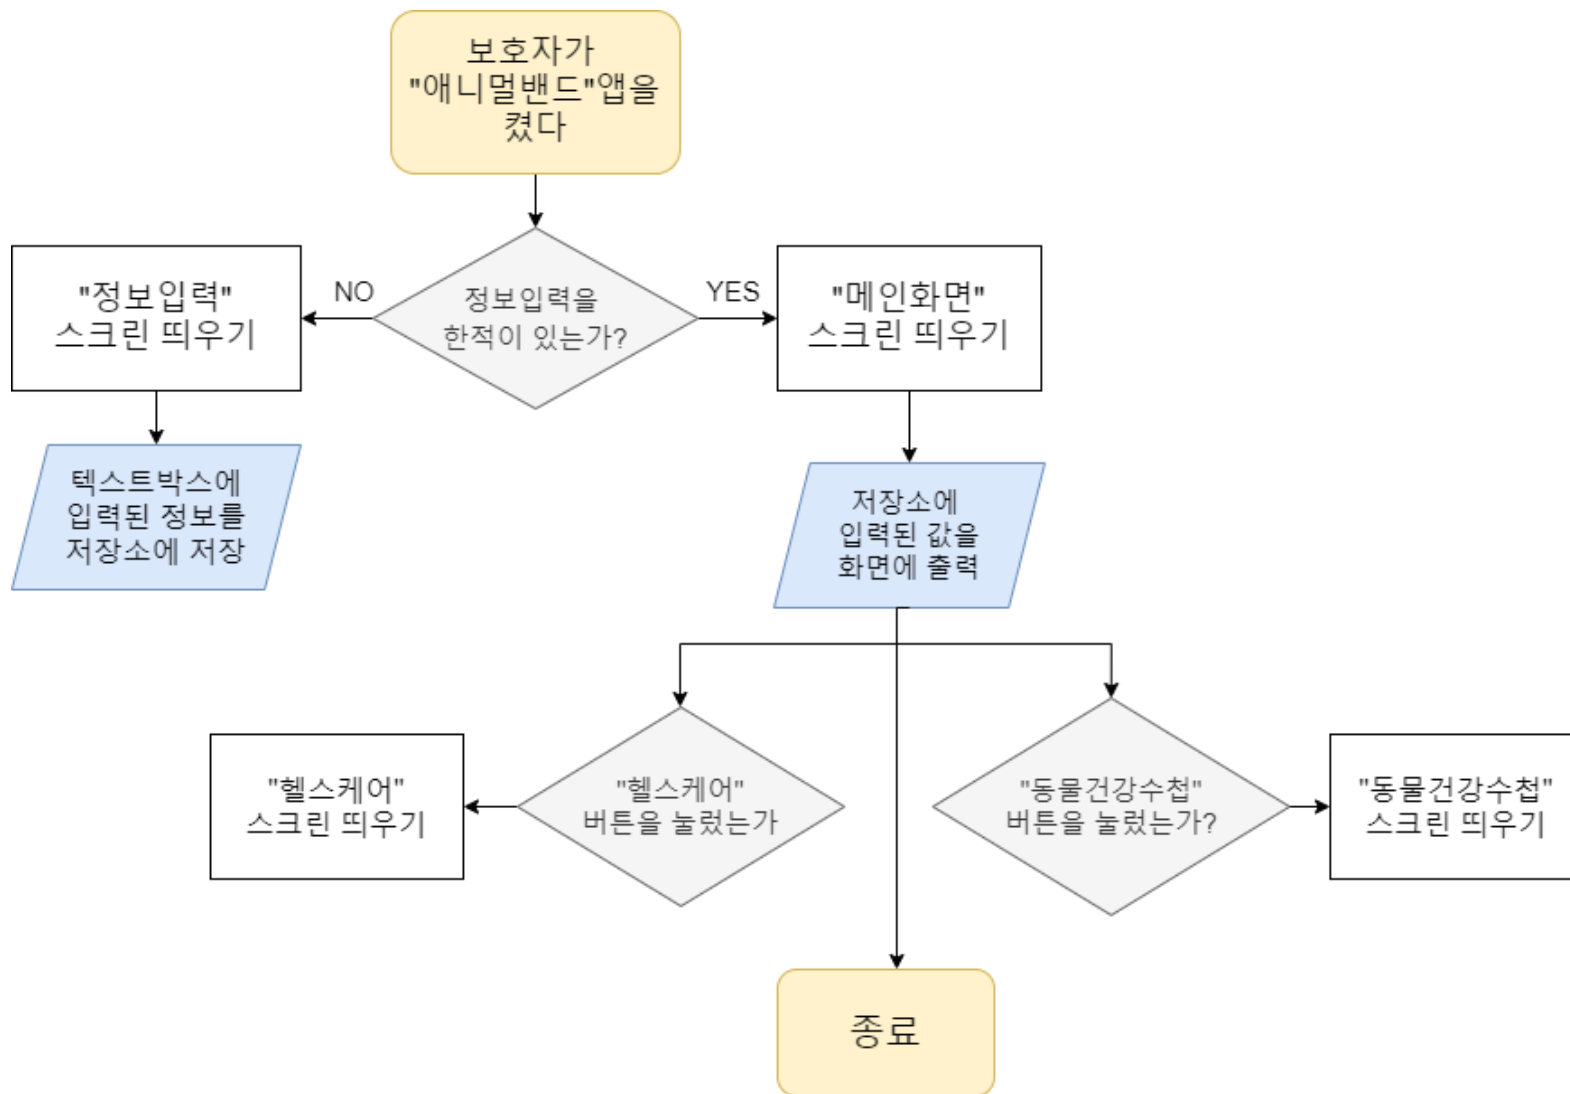 보호자가
"애니멀밴드"앱을
켰다
"정보입력"
스크린 띄우기
NO
정보입력을
한적이 있는가?
YES
"메인화면"
스크린 띄우기
텍스트박스에
입력된 정보를
저장소에 저장
저장소에
입력된 값을
화면에 출력
"헬스케어"
스크린 띄우기
"헬스케어"
버튼을 눌렀는가
"동물건강수첩"
버튼을 눌렀는가?
"동물건강수첩"
스크린 띄우기
종료